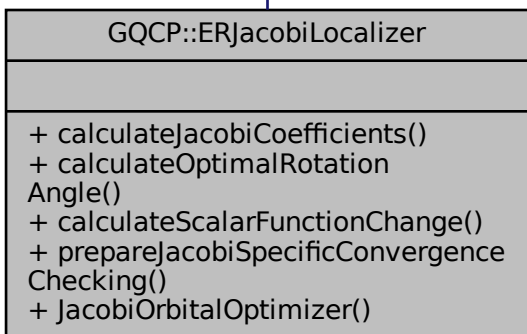 GQCP::ERJacobiLocalizer
+ calculateJacobiCoefficients()
+ calculateOptimalRotation
Angle()
+ calculateScalarFunctionChange()
+ prepareJacobiSpecificConvergence
Checking()
+ JacobiOrbitalOptimizer()